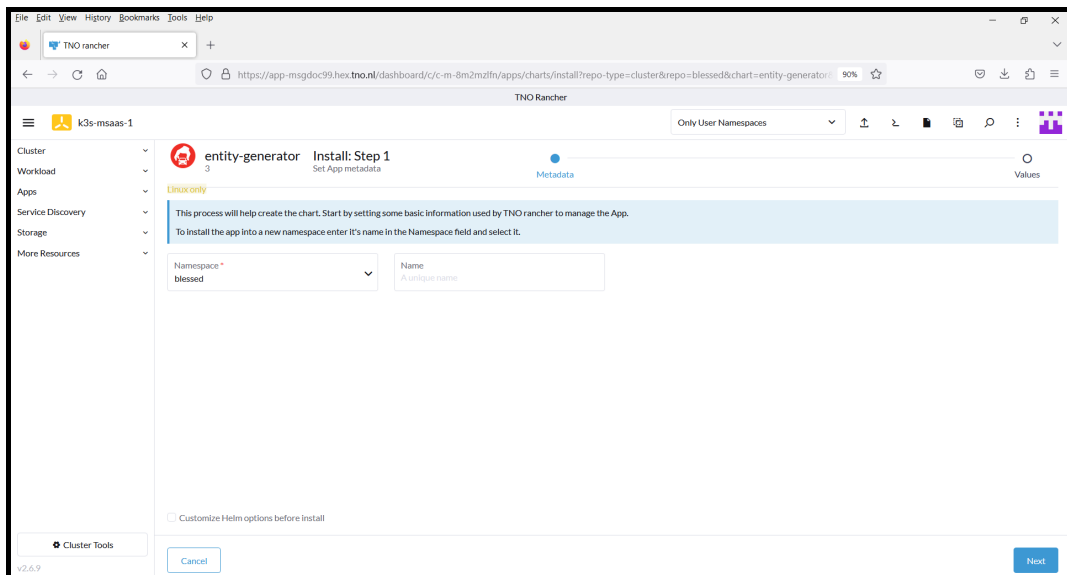 File Edit View History Bookmarks Tools Help
TNO rancher
https://app-msgdoc99.hex.tno.nl/dashboard/c/c-m-8m2mzlfn/apps/charts/install?repo-type=cluster&repo=blessed&chart=entity-generator 90%
TNO Rancher
k3s-msaas-1 Only User Namespaces
Cluster
Workload
Apps
Service Discovery
Storage
More Resources
entity-generator Install: Step 1
3 Set App metadata
Metadata Values
Linux only
This process will help create the chart. Start by setting some basic information used by TNO rancher to manage the App.
To install the app into a new namespace enter it's name in the Namespace field and select it.
Namespace * Name
blessed A unique name
Customize Helm options before install
Cluster Tools
Cancel Next
v2.6.9